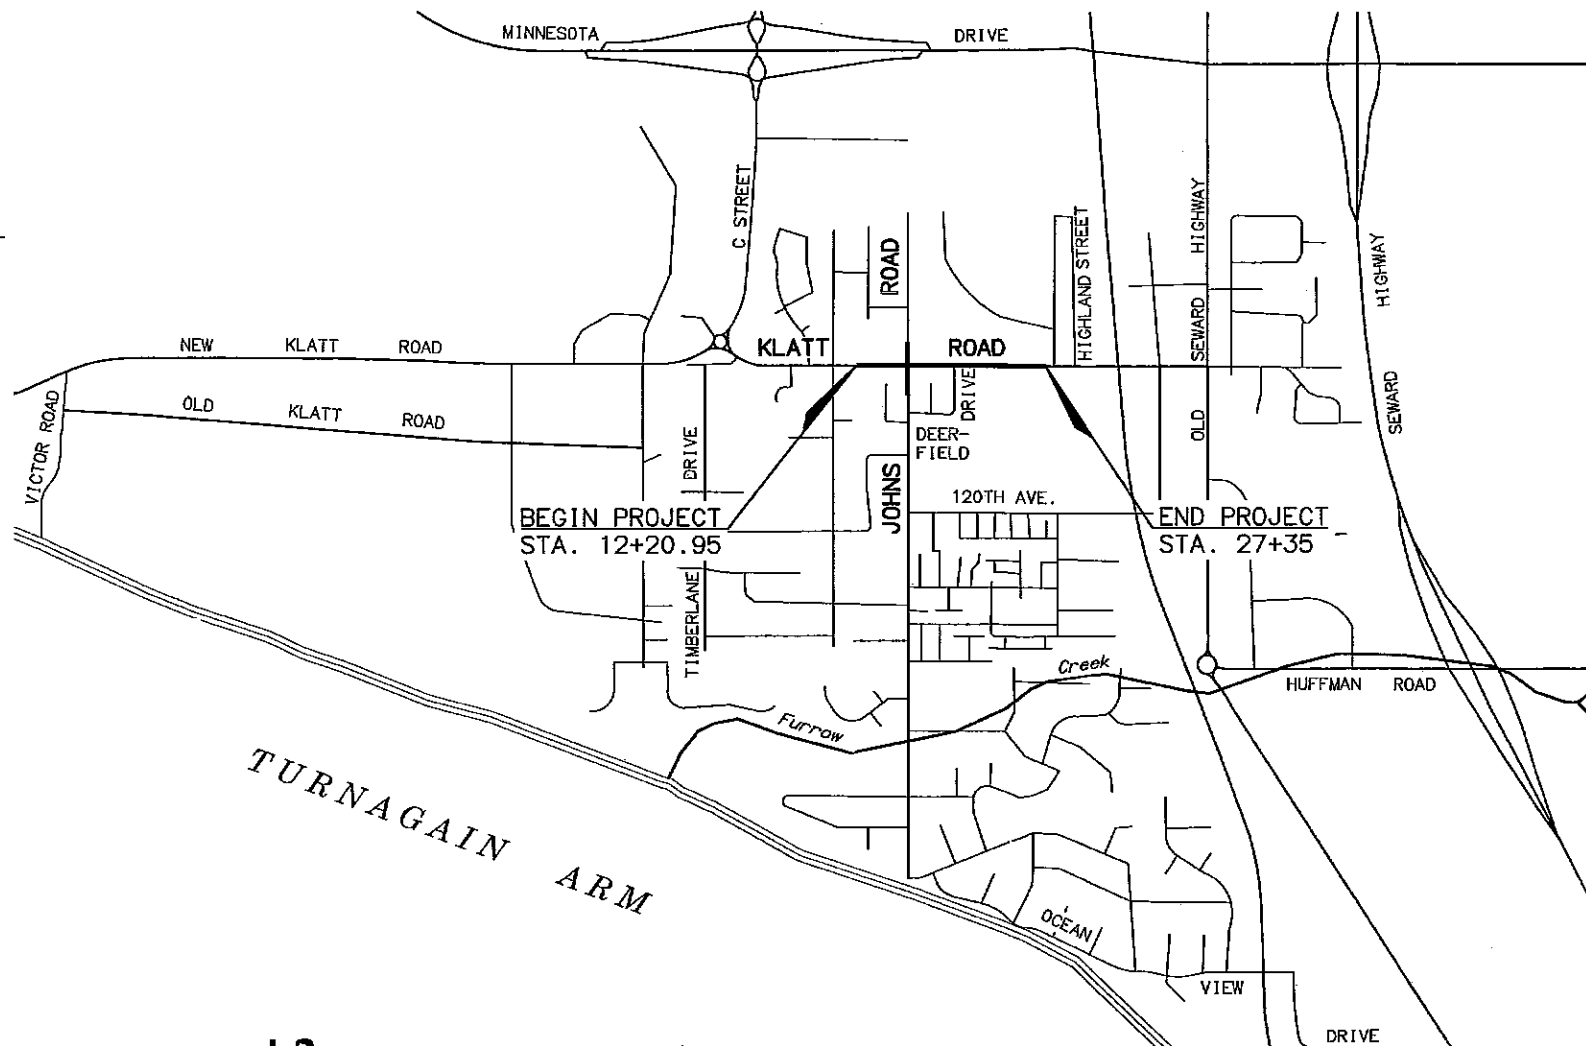 MINNESOTA DRIVE
C STREET
ROAD
HIGHLAND STREET
SEWARD HIGHWAY
HIGHWAY
NEW KLATT ROAD
KLATT ROAD
OLD KLATT ROAD
VICTOR ROAD
DRIVE
DEER-
FIELD
DRIVE
OLD
SEWARD
JOHNS
120TH AVE.
BEGIN PROJECT
STA. 12+20.95
END PROJECT
STA. 27+35
TIMBERLANE
Furrow Creek
HUFFMAN ROAD
TURNAGAIN ARM
OCEAN
VIEW
DRIVE